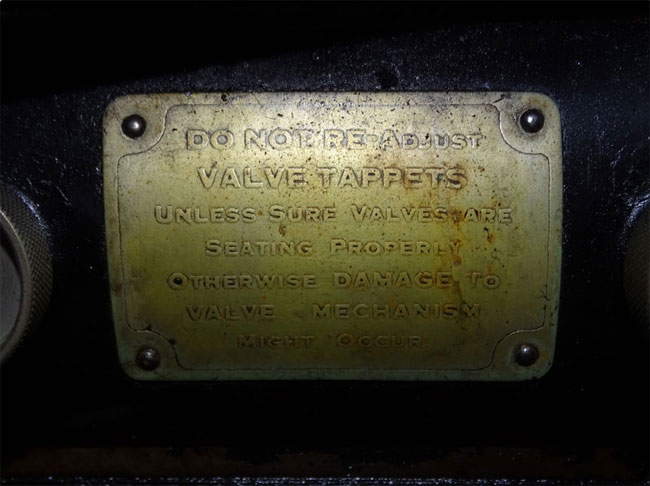 DO NOT RE-ADJUST
VALVE TAPPETS
UNLESS SURE VALVES ARE
SEATING PROPERLY
OTHERWISE DAMAGE TO
VALVE MECHANISM
MIGHT OCCUR